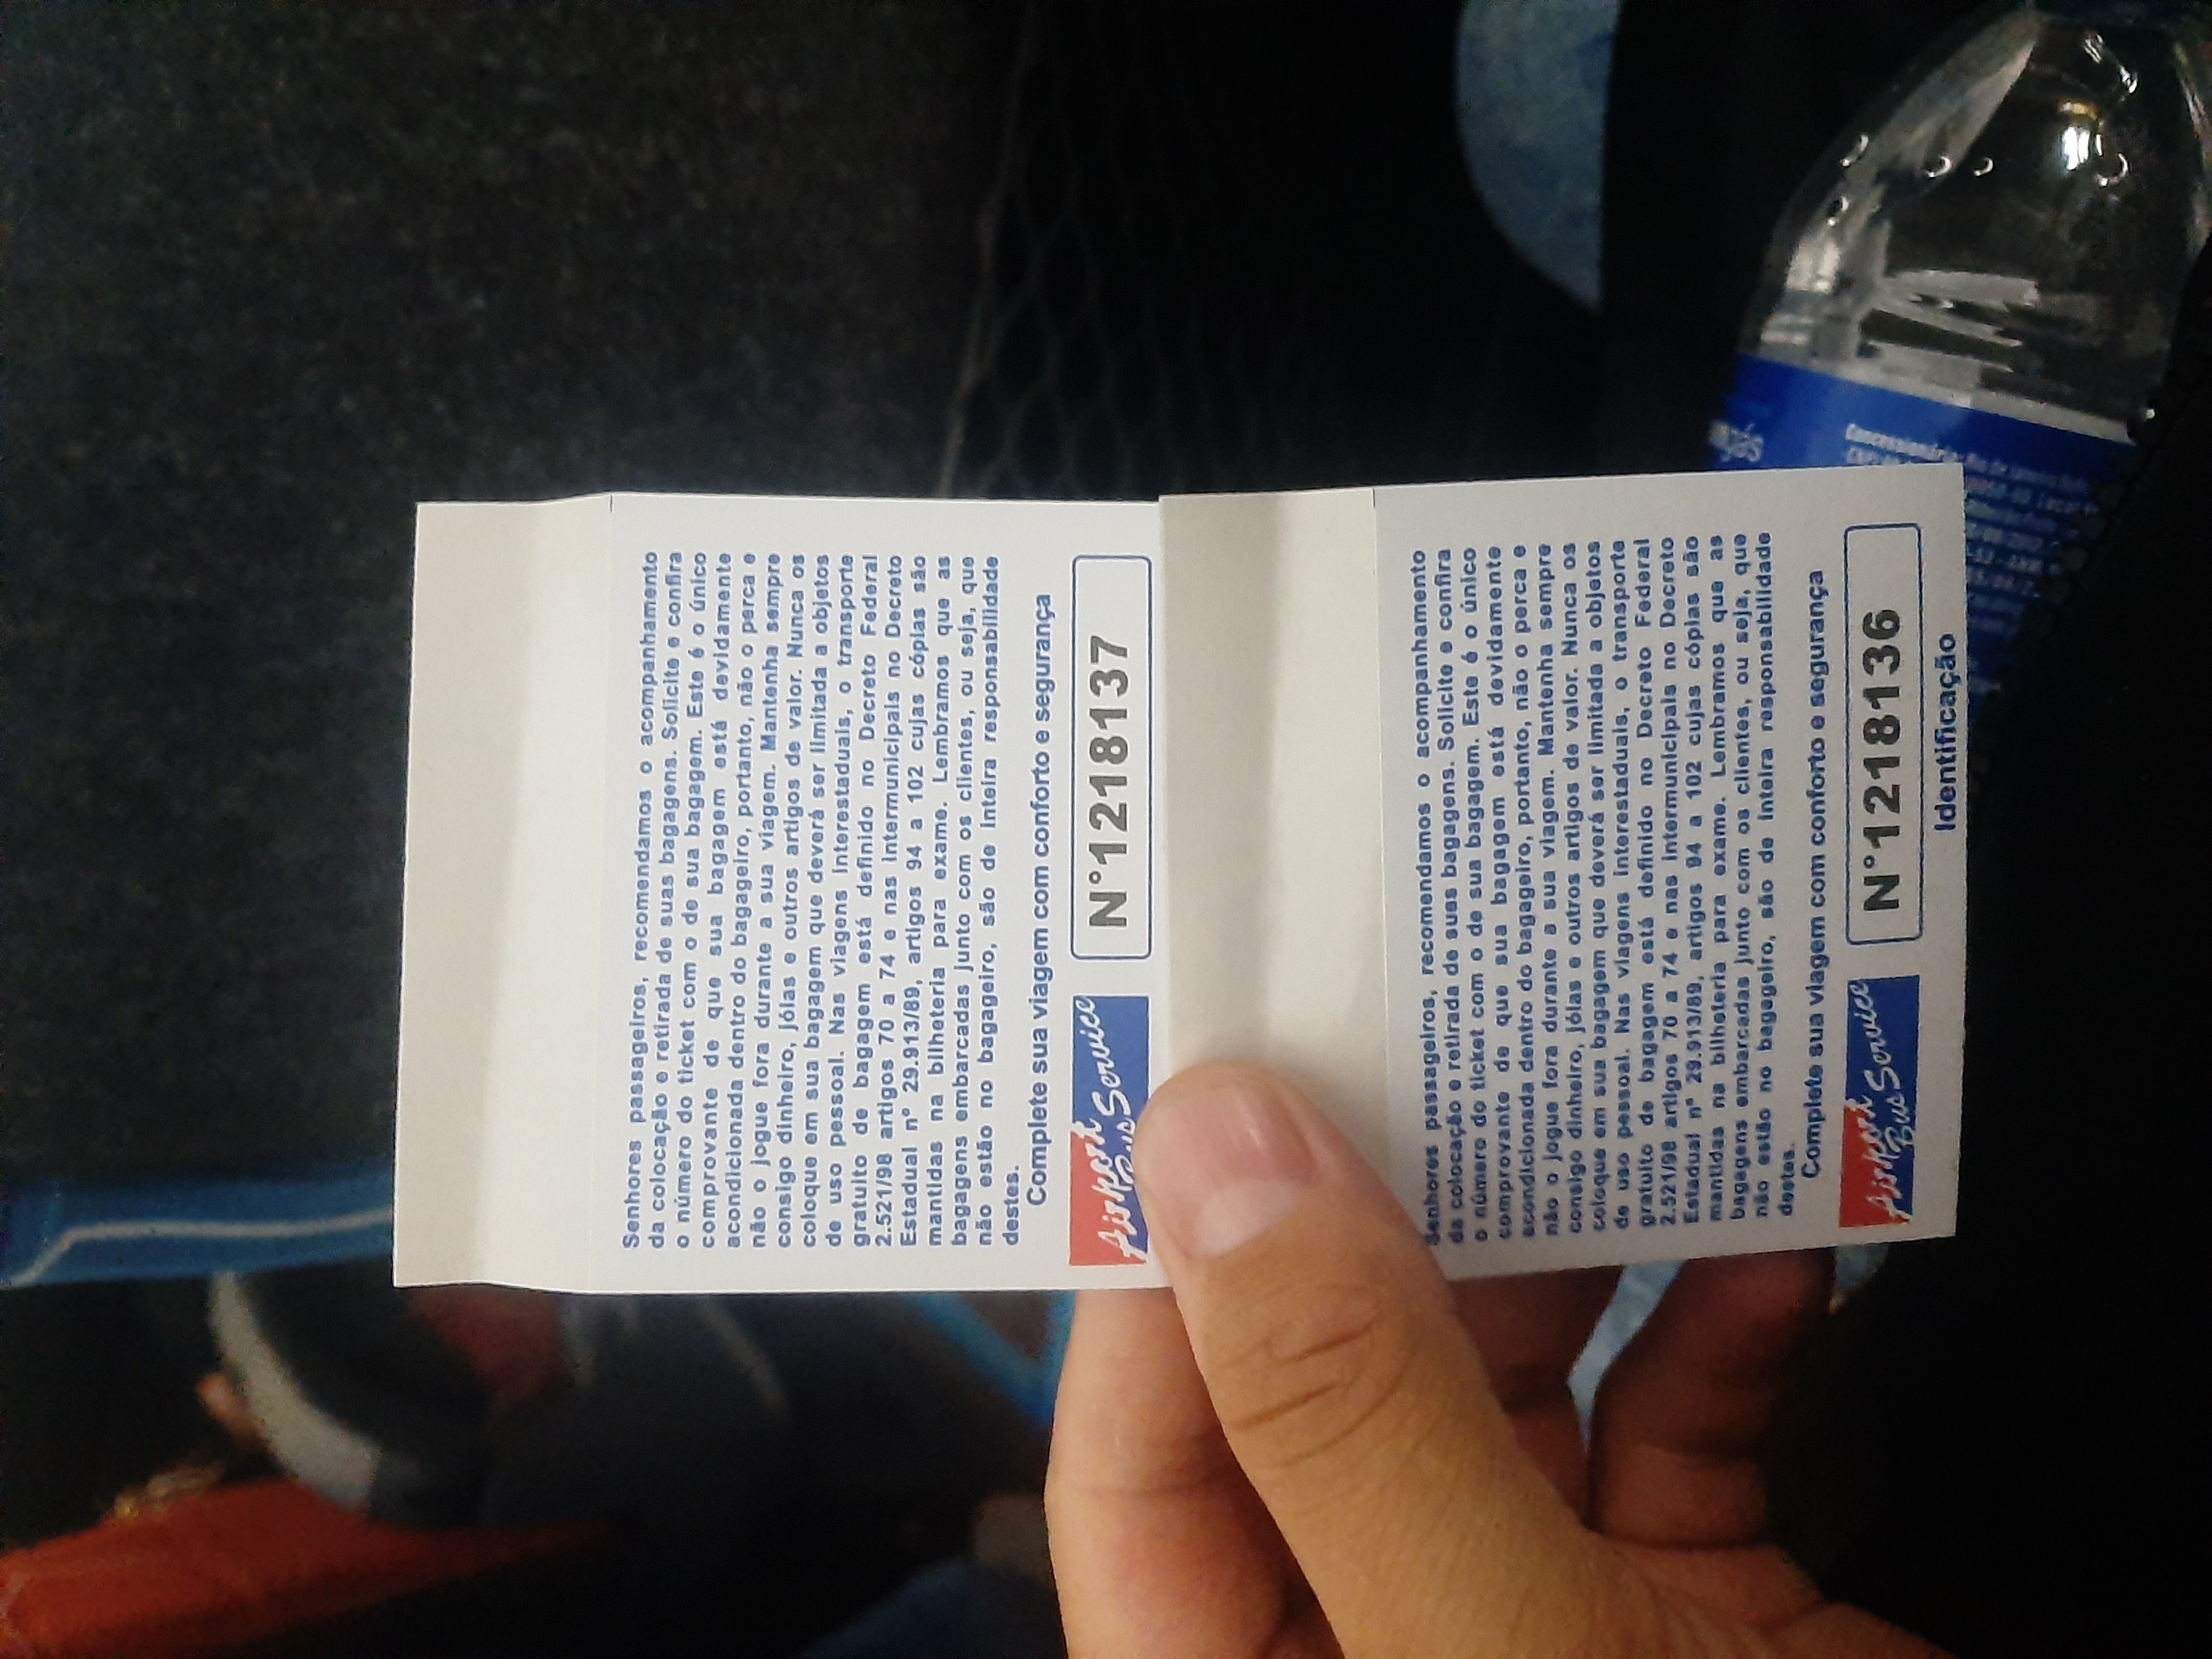 Senhores passageiros, recomendamos o acompanhamento
da colocação e retirada de suas bagagens. Solicite e confira
o número do ticket com o de sua bagagem. Este é o único
comprovante de que sua bagagem está devidamente
acondicionada dentro do bagageiro, portanto, não o perca e
não o jogue fora durante a sua viagem. Mantenha sempre
consigo dinheiro, jóias e outros artigos de valor. Nunca os
coloque em sua bagagem que deverá ser limitada a objetos
de uso pessoal. Nas viagens interestaduais, o transporte
gratuito de bagagem está definido no Decreto Federal
2.521/98 artigos 70 a 74 e nas intermunicipais no Decreto
Estadual nº 29.913/89, artigos 94 a 102 cujas cópias são
mantidas na bilheteria para exame. Lembramos que as
bagagens embarcadas junto com os clientes, ou seja, que
não estão no bagageiro, são de inteira responsabilidade
destes.
Complete sua viagem com conforto e segurança
Airport
Bus Service
N°1218137
Senhores passageiros, recomendamos o acompanhamento
da colocação e retirada de suas bagagens. Solicite e confira
o número do ticket com o de sua bagagem. Este é o único
comprovante de que sua bagagem está devidamente
acondicionada dentro do bagageiro, portanto, não o perca e
não o jogue fora durante a sua viagem. Mantenha sempre
consigo dinheiro, jóias e outros artigos de valor. Nunca os
coloque em sua bagagem que deverá ser limitada a objetos
de uso pessoal. Nas viagens interestaduais, o transporte
gratuito de bagagem está definido no Decreto Federal
2.521/98 artigos 70 a 74 e nas intermunicipais no Decreto
Estadual nº 29.913/89, artigos 94 a 102 cujas cópias são
mantidas na bilheteria para exame. Lembramos que as
bagagens embarcadas junto com os clientes, ou seja, que
não estão no bagageiro, são de inteira responsabilidade
destes.
Complete sua viagem com conforto e segurança
Airport
Bus Service
N°1218136
Identificação